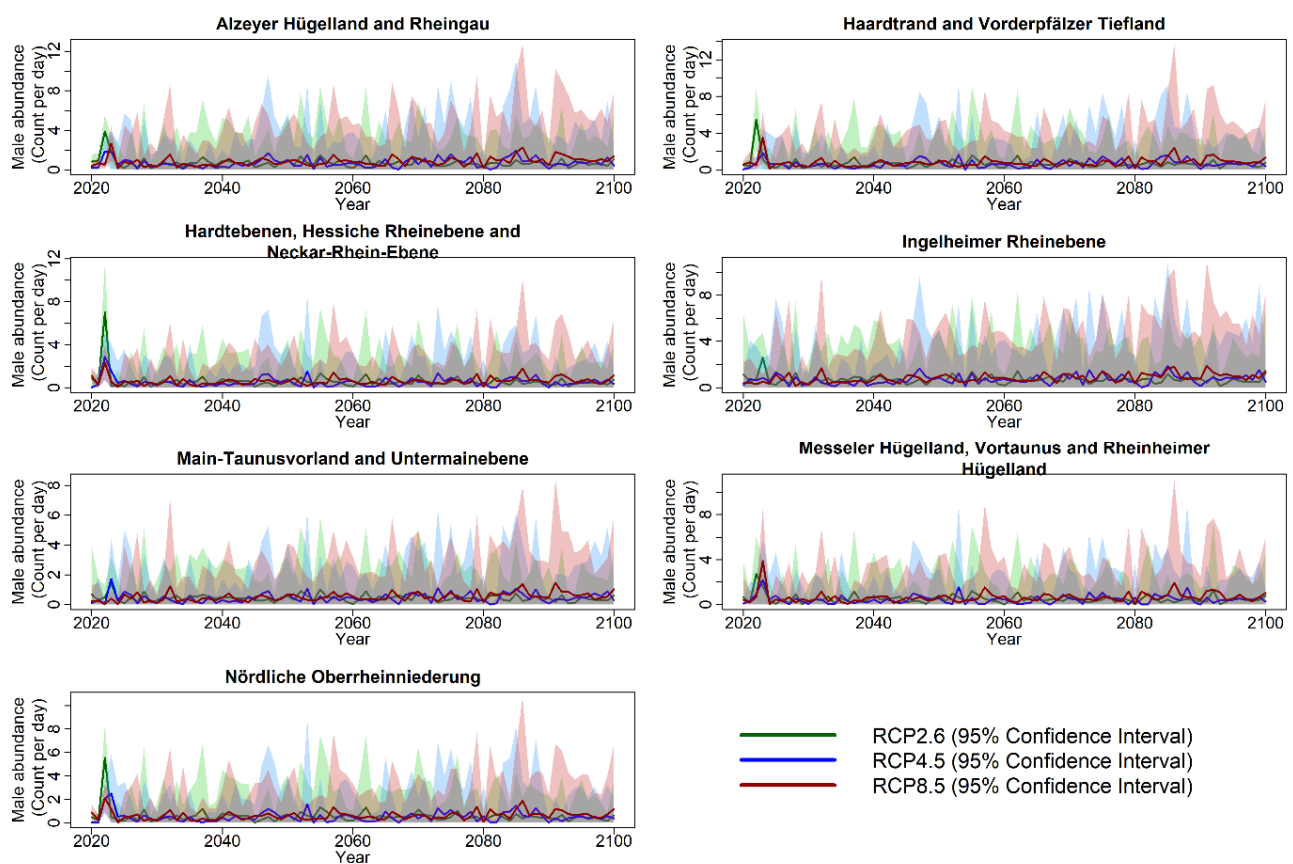 Alzeyer Hügelland and Rheingau
Male abundance
(Count per day)
0 4 8 12
2020 2040 2060 2080 2100
Year
Haardtrand and Vorderpfälzer Tiefland
Male abundance
(Count per day)
0 4 8 12
2020 2040 2060 2080 2100
Year
Hardtebenen, Hessiche Rheinebene and
Neckar-Rhein-Ebene
Male abundance
(Count per day)
0 4 8 12
2020 2040 2060 2080 2100
Year
Ingelheimer Rheinebene
Male abundance
(Count per day)
0 4 8
2020 2040 2060 2080 2100
Year
Main-Taunusvorland and Untermainebene
Male abundance
(Count per day)
0 2 4 6 8
2020 2040 2060 2080 2100
Year
Messeler Hügelland, Vortaunus and Rheinheimer
Hügelland
Male abundance
(Count per day)
0 4 8
2020 2040 2060 2080 2100
Year
Nördliche Oberrheinniederung
Male abundance
(Count per day)
0 2 4 6 8
2020 2040 2060 2080 2100
Year
RCP2.6 (95% Confidence Interval)
RCP4.5 (95% Confidence Interval)
RCP8.5 (95% Confidence Interval)